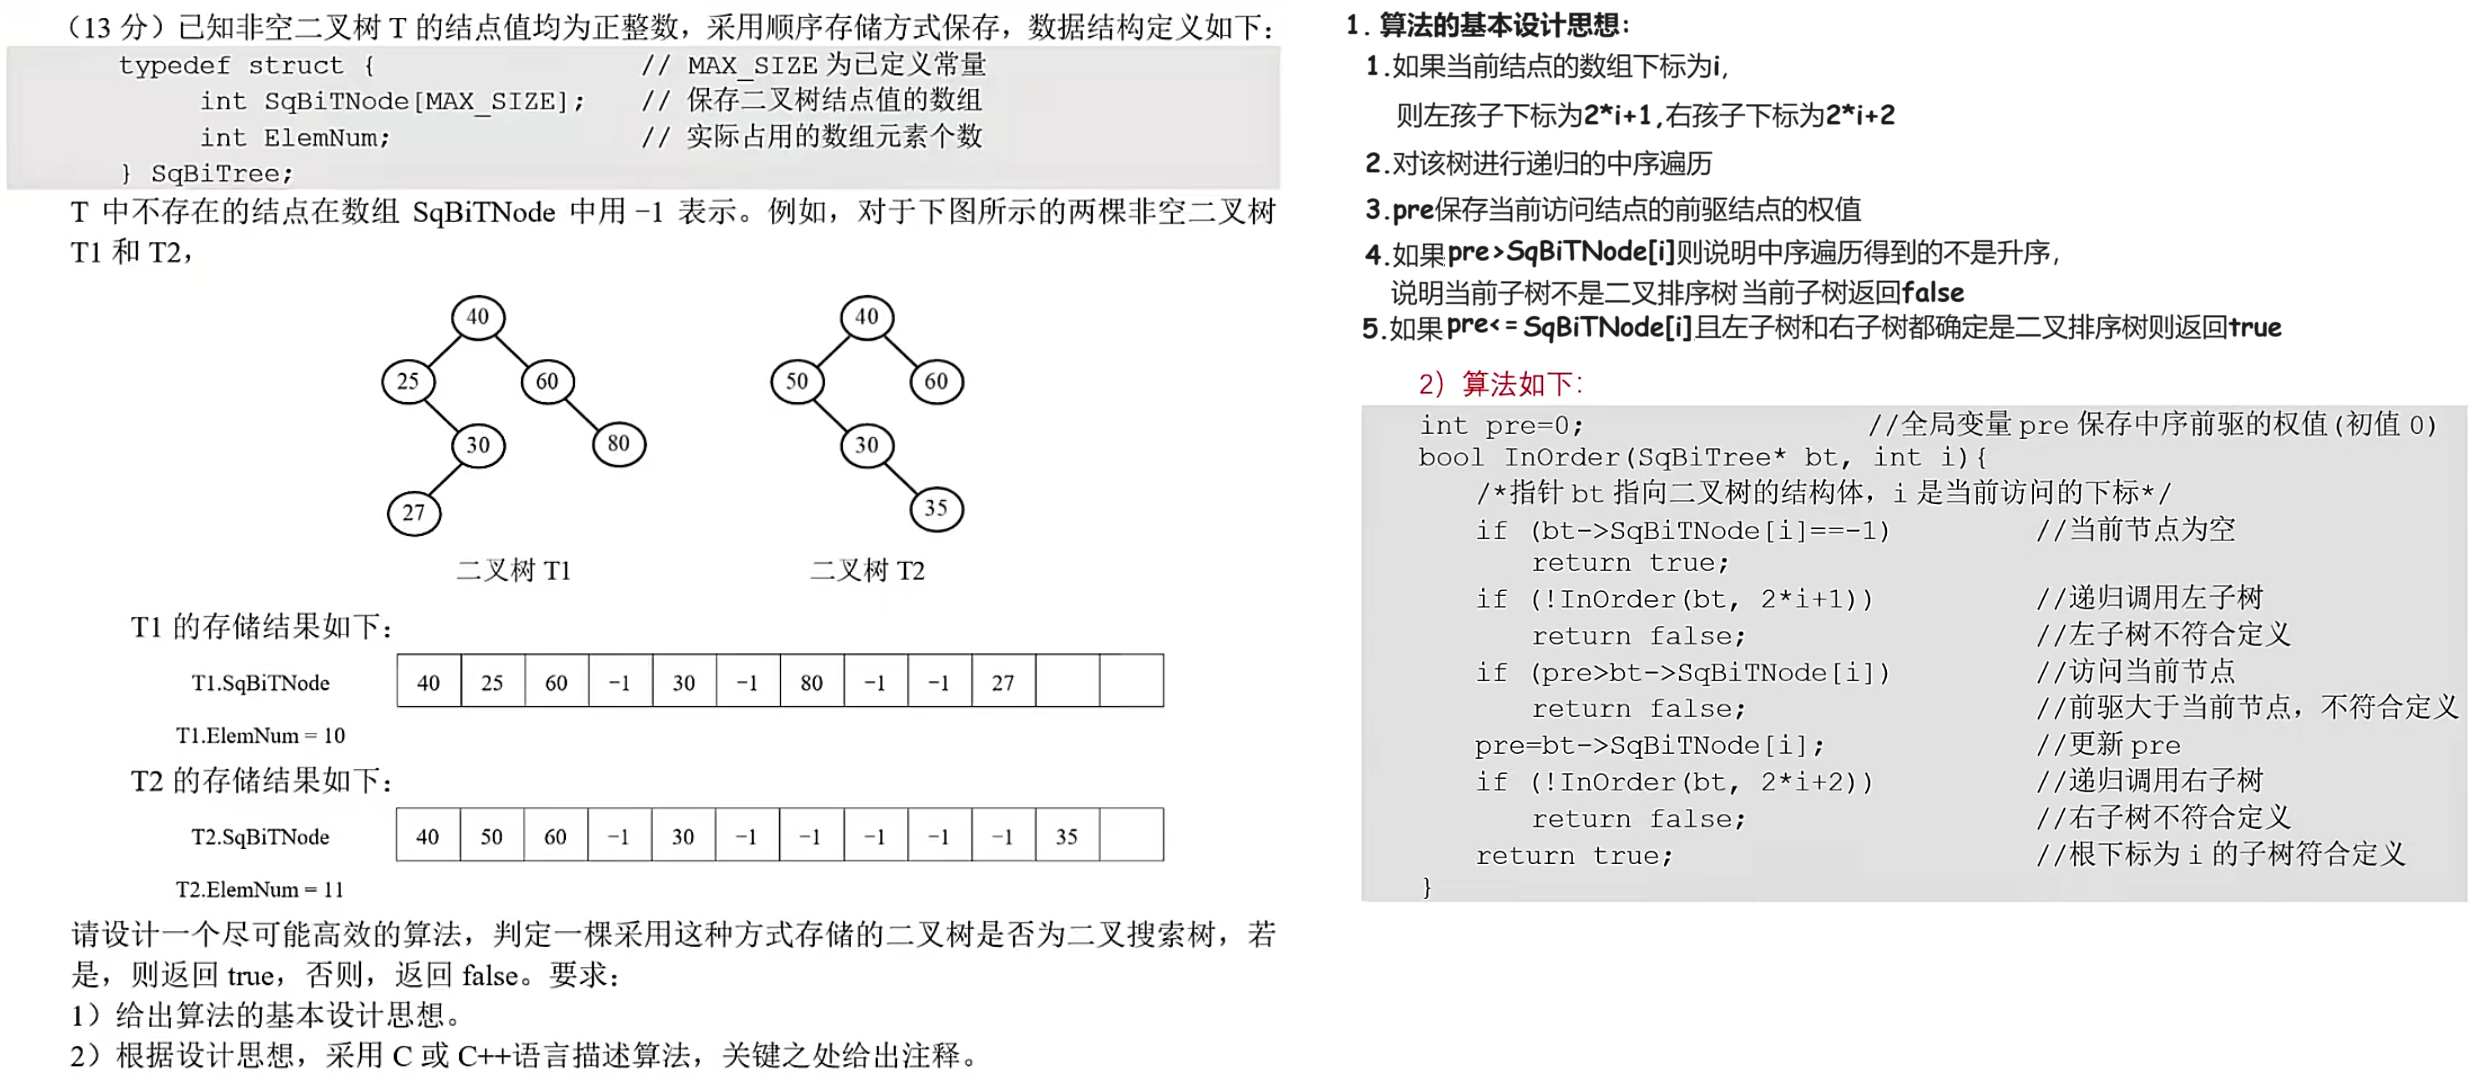 （13 分）已知非空二叉树 T 的结点值均为正整数，采用顺序存储方式保存，数据结构定义如下：
typedef struct { // MAX_SIZE 为已定义常量
int SqBiTNode[MAX_SIZE]; // 保存二叉树结点值的数组
int ElemNum; // 实际占用的数组元素个数
} SqBiTree;
T 中不存在的结点在数组 SqBiTNode 中用 −1 表示。例如，对于下图所示的两棵非空二叉树
T1 和 T2，
40
25 60
30 80
27
二叉树 T1
40
50 60
30
35
二叉树 T2
T1 的存储结果如下：
T1.SqBiTNode 40 25 60 −1 30 −1 80 −1 −1 27
T1.ElemNum = 10
T2 的存储结果如下：
T2.SqBiTNode 40 50 60 −1 30 −1 −1 −1 −1 −1 35
T2.ElemNum = 11
请设计一个尽可能高效的算法，判定一棵采用这种方式存储的二叉树是否为二叉搜索树，若
是，则返回 true，否则，返回 false。要求：
1）给出算法的基本设计思想。
2）根据设计思想，采用 C 或 C++语言描述算法，关键之处给出注释。
1. 算法的基本设计思想：
1.如果当前结点的数组下标为i,
则左孩子下标为2*i+1,右孩子下标为2*i+2
2.对该树进行递归的中序遍历
3.pre保存当前访问结点的前驱结点的权值
4.如果pre>SqBiTNode[i]则说明中序遍历得到的不是升序,
说明当前子树不是二叉排序树 当前子树返回false
5.如果pre<=SqBiTNode[i]且左子树和右子树都确定是二叉排序树则返回true
2）算法如下：
int pre=0; //全局变量 pre 保存中序前驱的权值(初值 0)
bool InOrder(SqBiTree* bt, int i){
/*指针 bt 指向二叉树的结构体，i 是当前访问的下标*/
if (bt->SqBiTNode[i]==-1) //当前节点为空
return true;
if (!InOrder(bt, 2*i+1)) //递归调用左子树
return false; //左子树不符合定义
if (pre>bt->SqBiTNode[i]) //访问当前节点
return false; //前驱大于当前节点，不符合定义
pre=bt->SqBiTNode[i]; //更新 pre
if (!InOrder(bt, 2*i+2)) //递归调用右子树
return false; //右子树不符合定义
return true; //根下标为 i 的子树符合定义
}